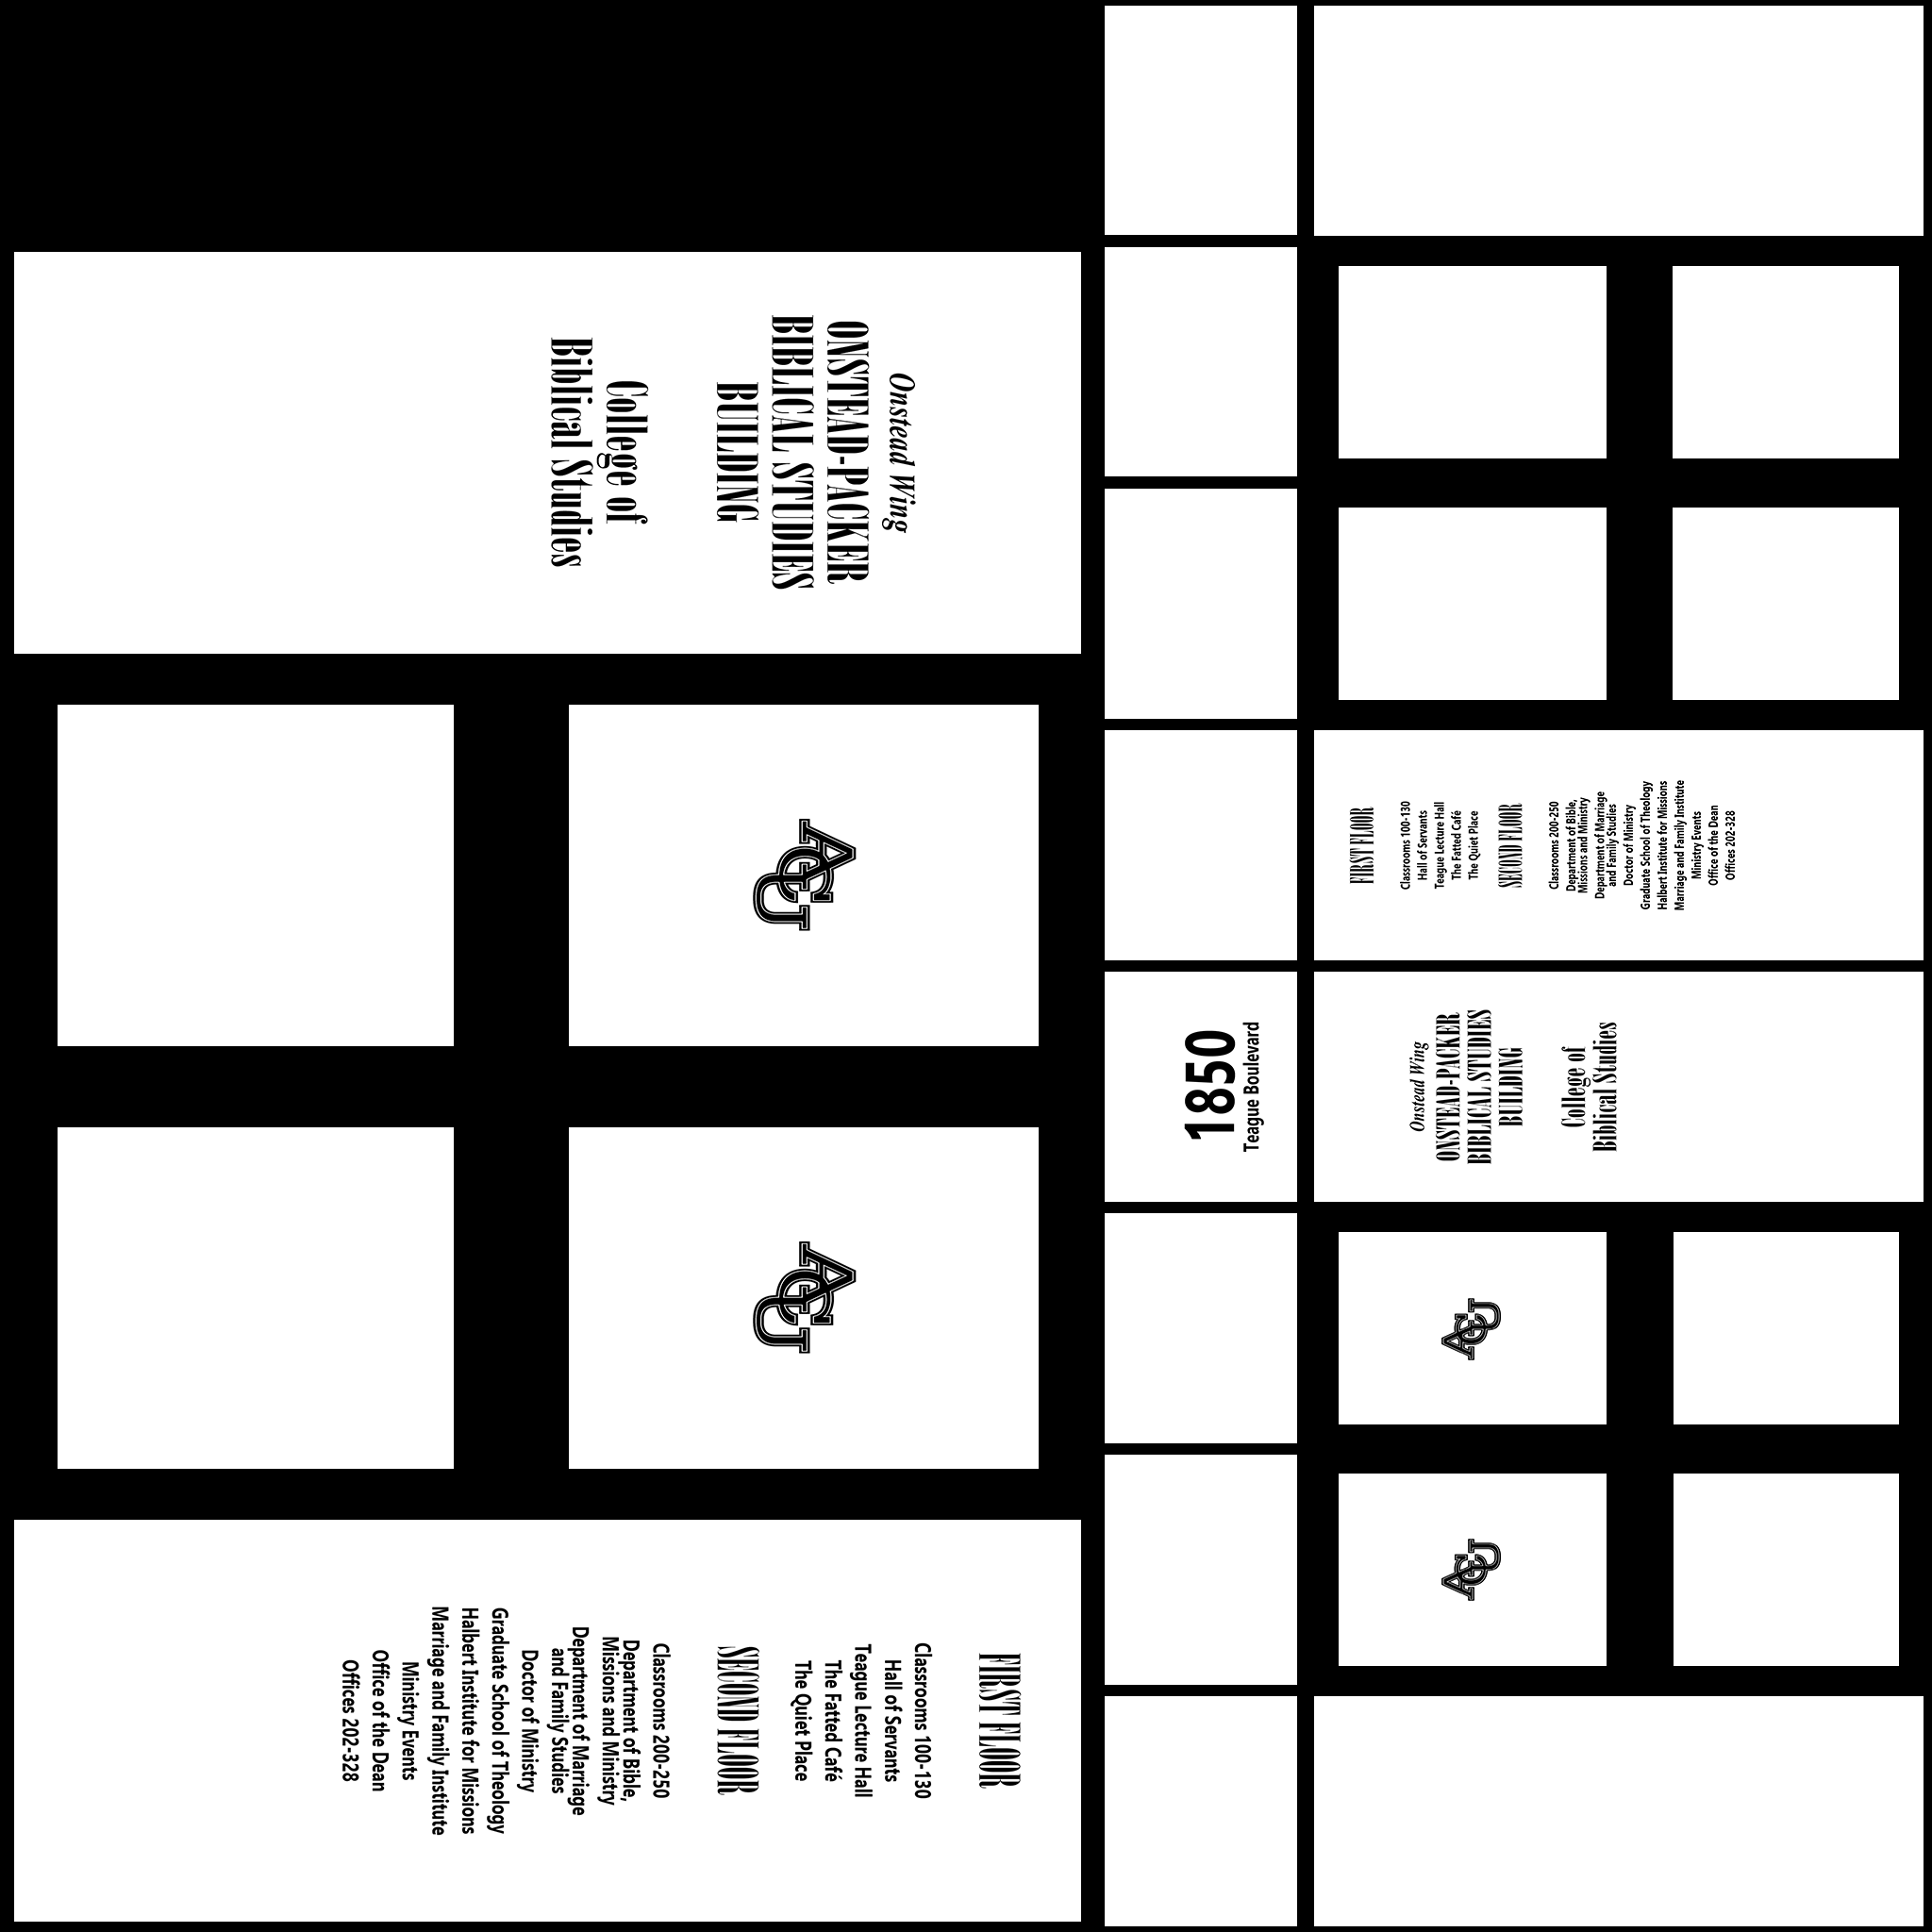 Onstead Wing
ONSTEAD-PACKER
BIBLICAL STUDIES
BUILDING
College of
Biblical Studies
ACU
ACU
FIRST FLOOR
Classrooms 100-130
Hall of Servants
Teague Lecture Hall
The Fatted Café
The Quiet Place
SECOND FLOOR
Classrooms 200-250
Department of Bible,
Missions and Ministry
Department of Marriage
and Family Studies
Doctor of Ministry
Graduate School of Theology
Halbert Institute for Missions
Marriage and Family Institute
Ministry Events
Office of the Dean
Offices 202-328
1850
Teague Boulevard
FIRST FLOOR
Classrooms 100-130
Hall of Servants
Teague Lecture Hall
The Fatted Café
The Quiet Place
SECOND FLOOR
Classrooms 200-250
Department of Bible,
Missions and Ministry
Department of Marriage
and Family Studies
Doctor of Ministry
Graduate School of Theology
Halbert Institute for Missions
Marriage and Family Institute
Ministry Events
Office of the Dean
Offices 202-328
Onstead Wing
ONSTEAD-PACKER
BIBLICAL STUDIES
BUILDING
College of
Biblical Studies
ACU
ACU